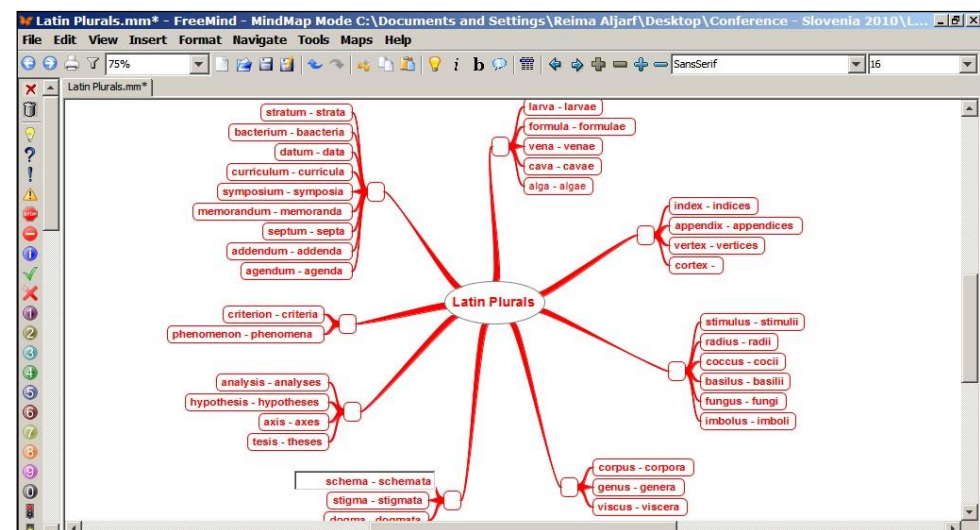 Latin Plurals.mm* - FreeMind - MindMap Mode C:\Documents and Settings\Reima Aljarf\Desktop\Conference - Slovenia 2010\L...
File Edit View Insert Format Navigate Tools Maps Help
75%
SansSerif
16
Latin Plurals.mm*
stratum - strata
bacterium - baacteria
datum - data
curriculum - curricula
symposium - symposia
memorandum - memoranda
septum - septa
addendum - addenda
agendum - agenda
criterion - criteria
phenomenon - phenomena
analysis - analyses
hypothesis - hypotheses
axis - axes
tesis - theses
schema - schemata
stigma - stigmata
dogma - dogmata
Latin Plurals
larva - larvae
formula - formulae
vena - venae
cava - cavae
alga - algae
index - indices
appendix - appendices
vertex - vertices
cortex -
stimulus - stimulii
radius - radii
coccus - cocii
basilus - basilii
fungus - fungi
imbolus - imboli
corpus - corpora
genus - genera
viscus - viscera